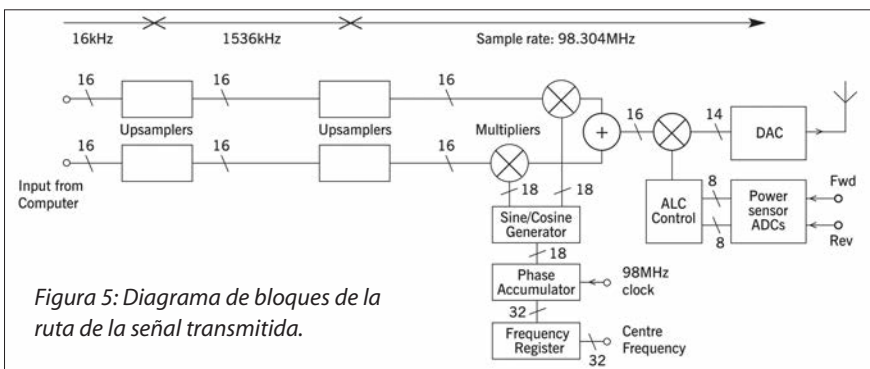 16kHz
1536kHz
Sample rate: 98.304MHz
16
16
16
Upsamplers
Upsamplers
Multipliers
16
14
DAC
16
16
16
Input from
Computer
18
18
Sine/Cosine
Generator
ALC
Control
8
8
Power
sensor
ADCs
Fwd
Rev
18
Phase
Accumulator
98MHz
clock
32
Frequency
Register
32
Centre
Frequency
Figura 5: Diagrama de bloques de la
ruta de la señal transmitida.